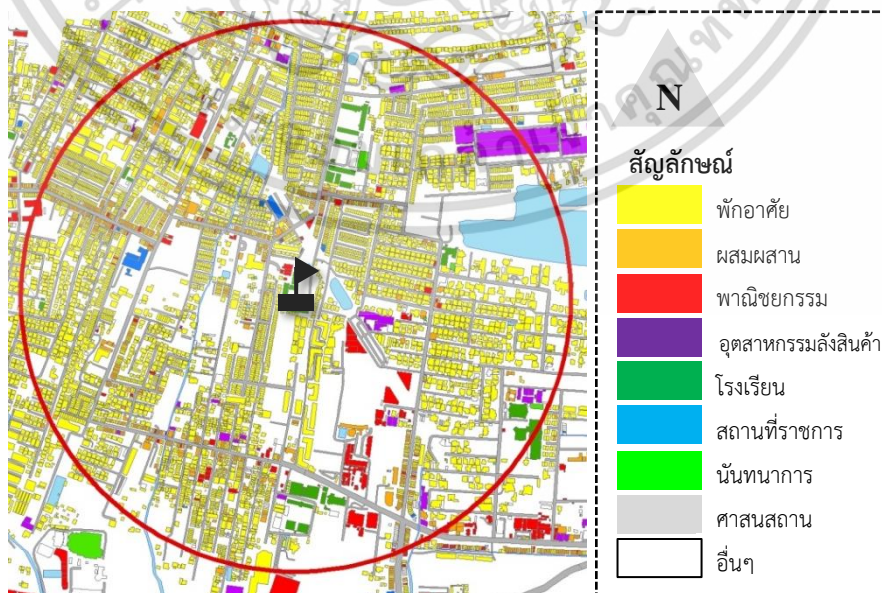 N
สัญลักษณ์
พักอาศัย
ผสมผสาน
พาณิชยกรรม
อุตสาหกรรมลังสินค้า
โรงเรียน
สถานที่ราชการ
นันทนาการ
ศาสนสถาน
อื่นๆ